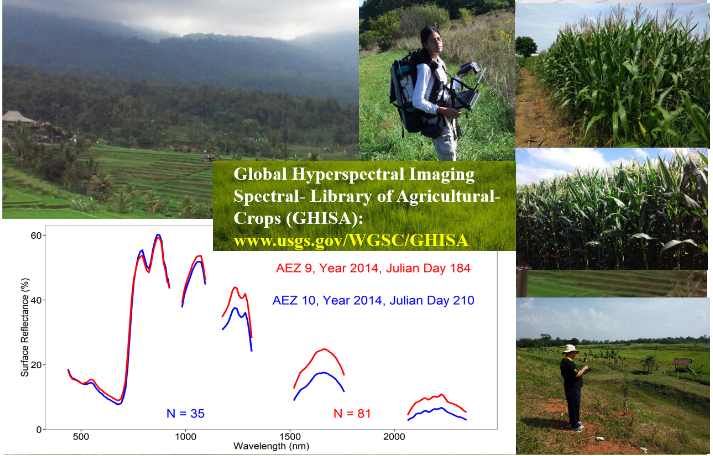 Global Hyperspectral Imaging
Spectral- Library of Agricultural-
Crops (GHISA):
www.usgs.gov/WGSC/GHISA
AEZ 9, Year 2014, Julian Day 184
AEZ 10, Year 2014, Julian Day 210
Surface Reflectance (%)
60
40
20
0
N = 35
N = 81
500
1000
1500
2000
Wavelength (nm)